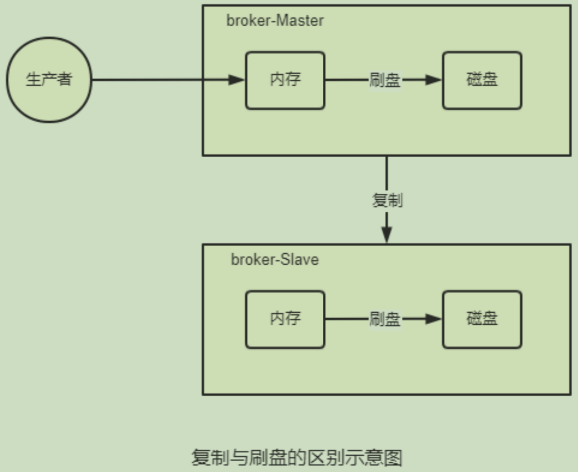 broker-Master
生产者
内存
刷盘
磁盘
复制
broker-Slave
内存
刷盘
磁盘
复制与刷盘的区别示意图